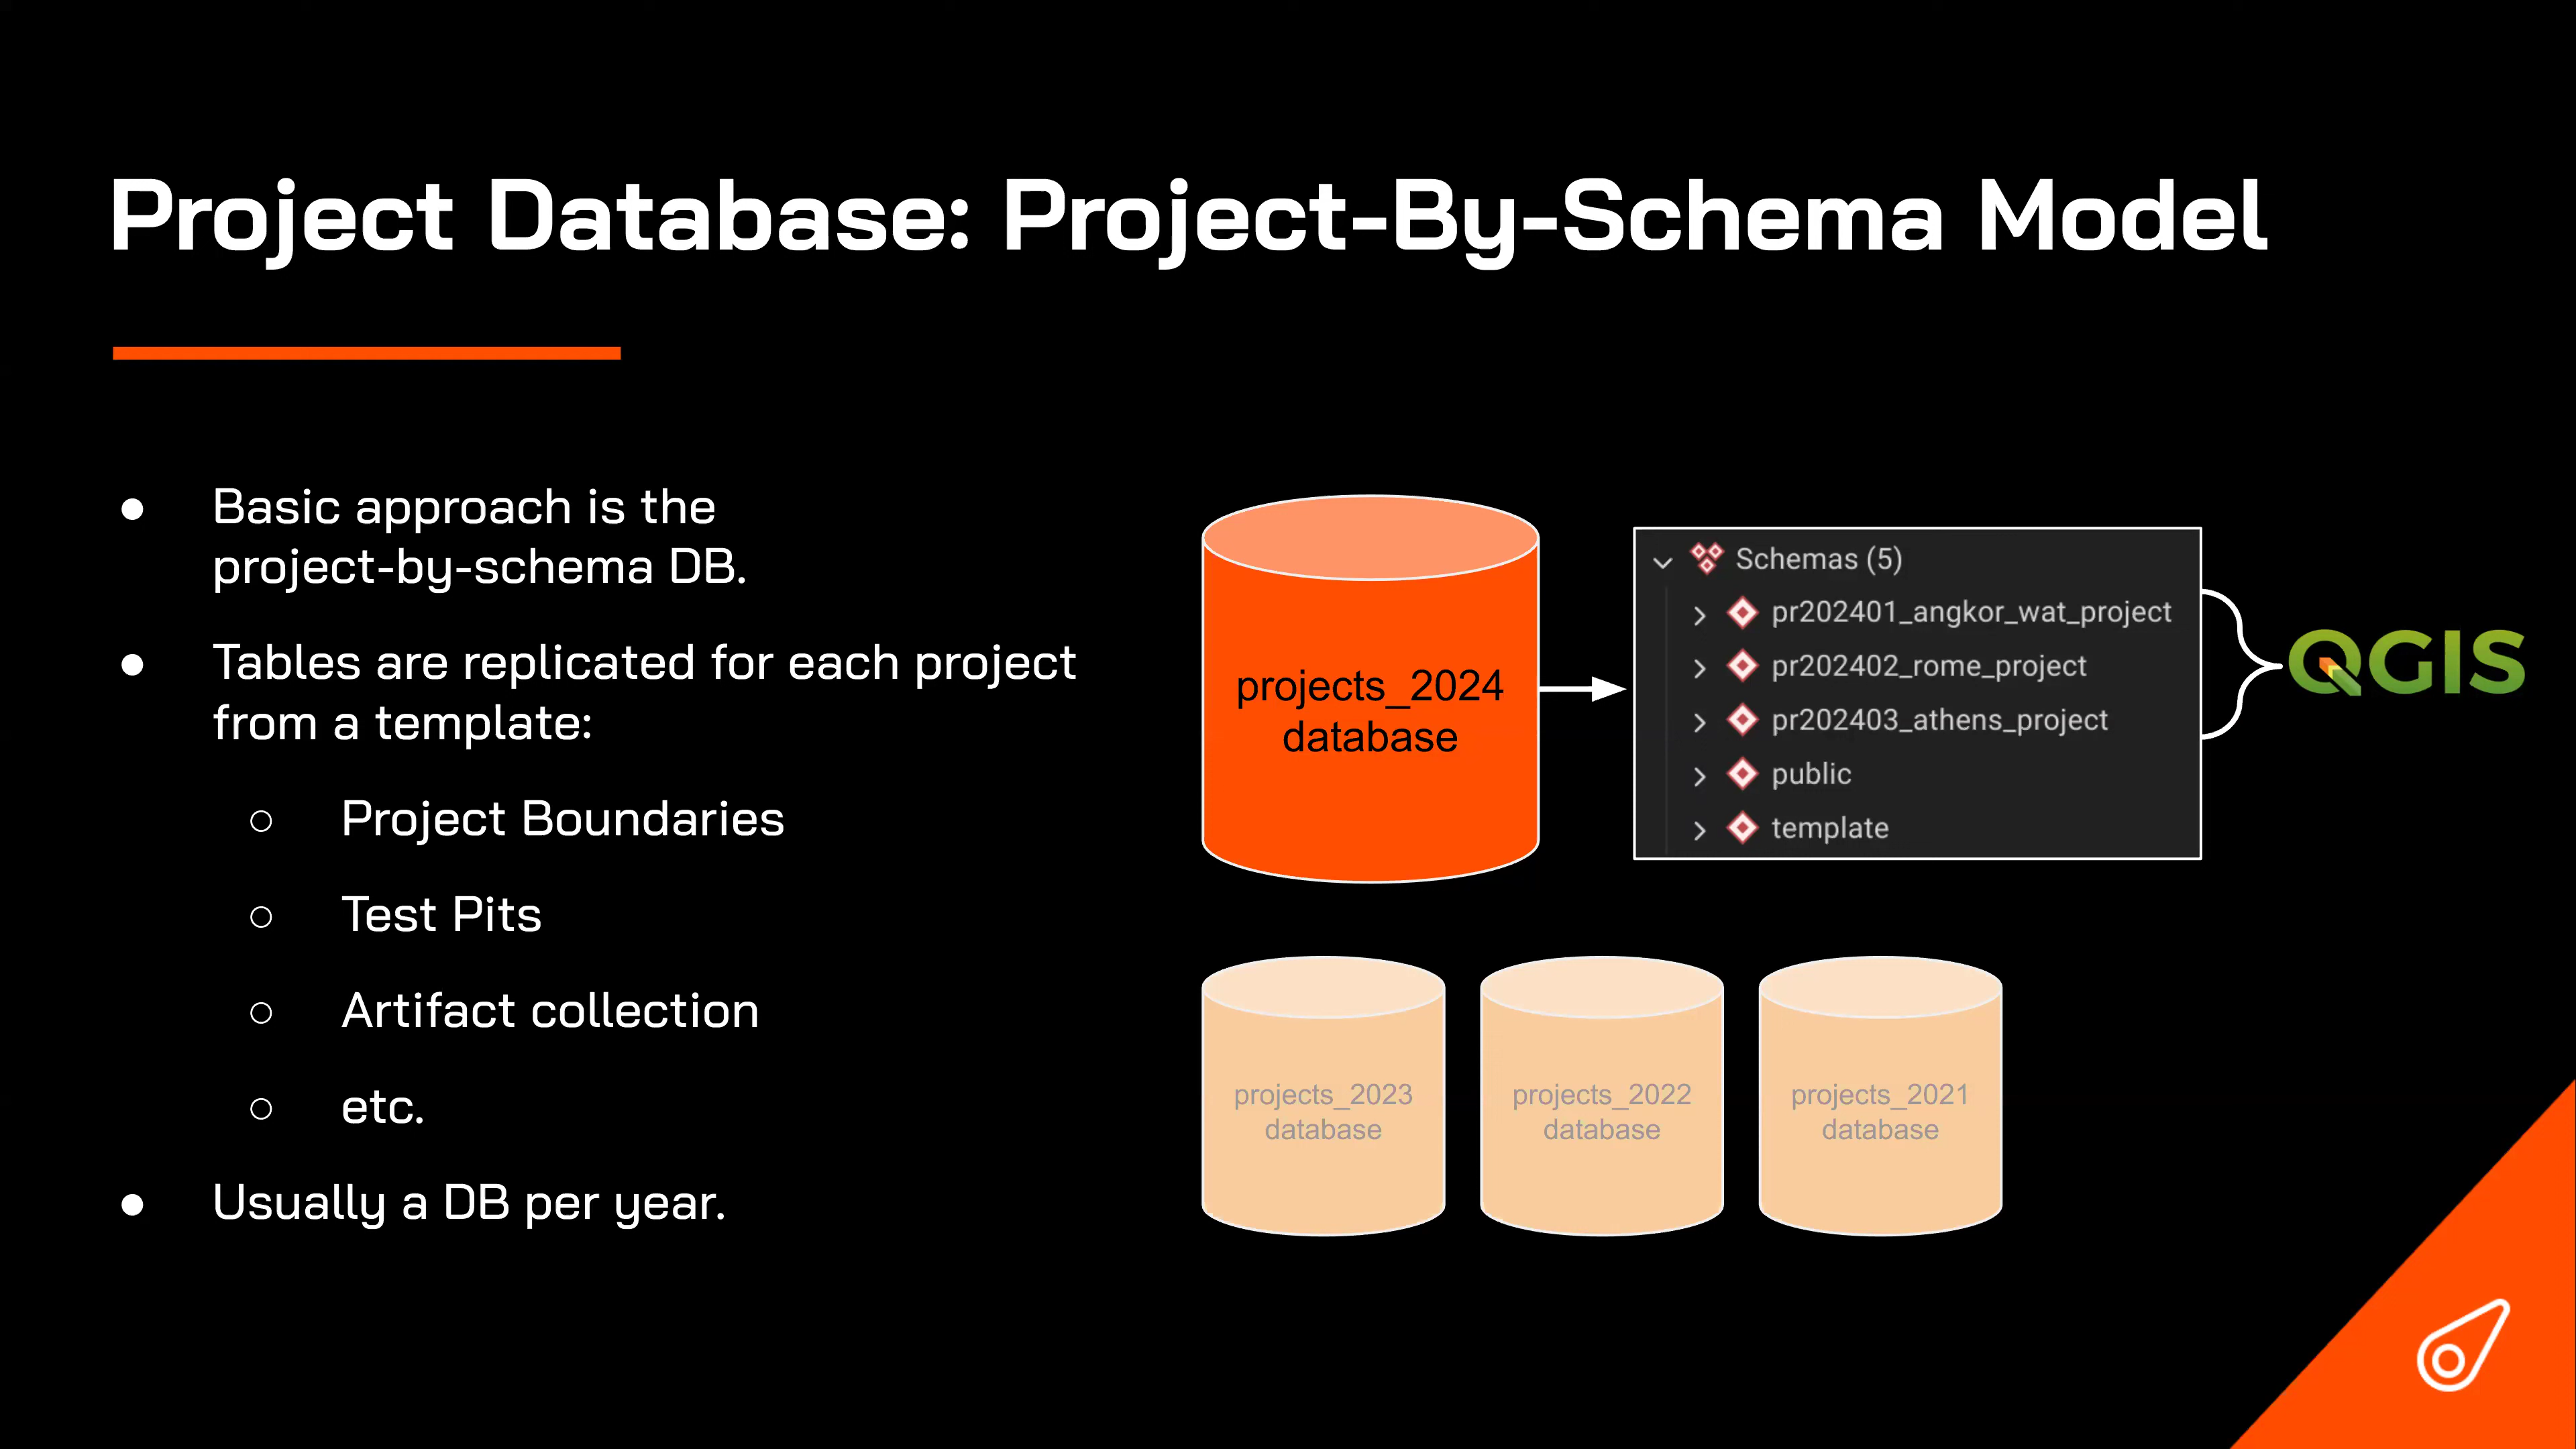 Project Database: Project-By-Schema Model
● Basic approach is the
project-by-schema DB.
● Tables are replicated for each project
from a template:
○ Project Boundaries
○ Test Pits
○ Artifact collection
○ etc.
● Usually a DB per year.
projects_2024
database
Schemas (5)
pr202401_angkor_wat_project
pr202402_rome_project
pr202403_athens_project
public
template
QGIS
projects_2023
database
projects_2022
database
projects_2021
database